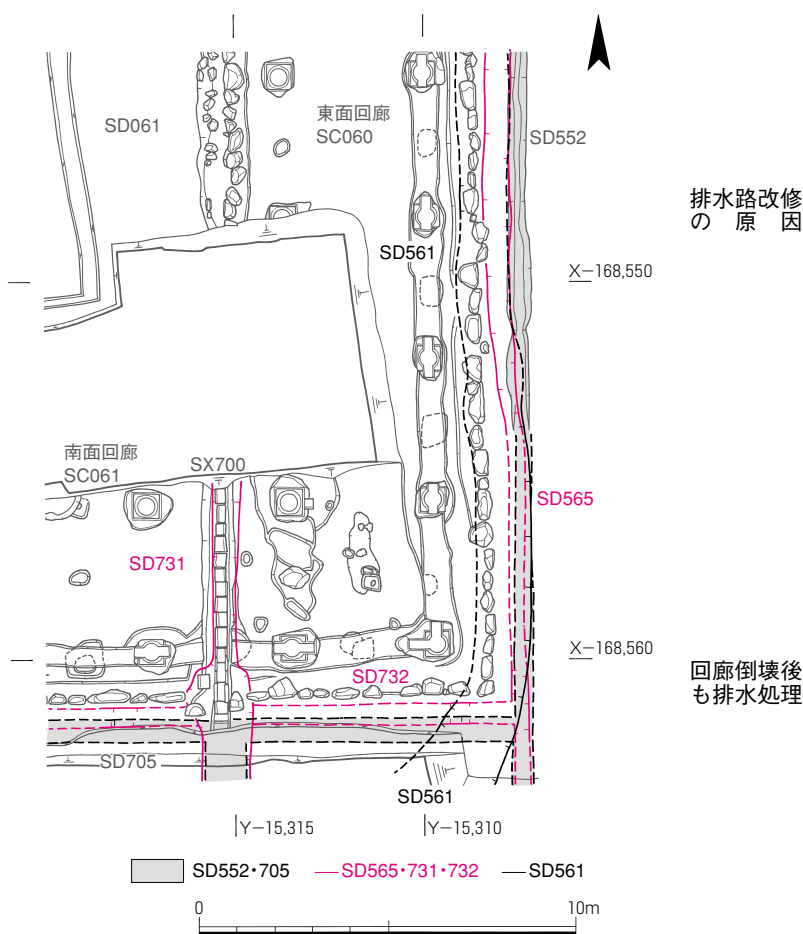 東面回廊
SC060
SD061
SD552
排水路改修
の原因
SD561
X−168,550
南面回廊
SC061
SX700
SD565
SD731
X−168,560
SD732
回廊倒壊後
も排水処理
SD705
SD561
Y−15,315
Y−15,310
SD552・705
SD565・731・732
SD561
0
10m